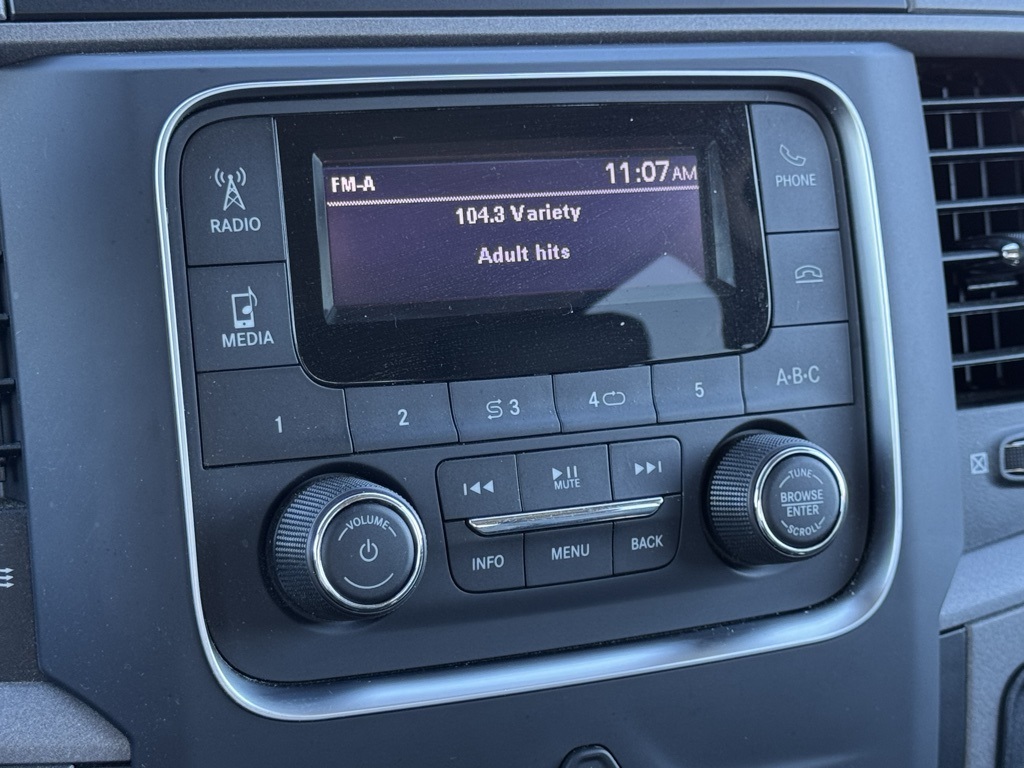 FM-A 11:07AM
104.3 Variety
Adult hits
RADIO
PHONE
MEDIA
1
2
3
4
5
A·B·C
MUTE
INFO
MENU
BACK
VOLUME
TUNE
BROWSE
ENTER
SCROLL